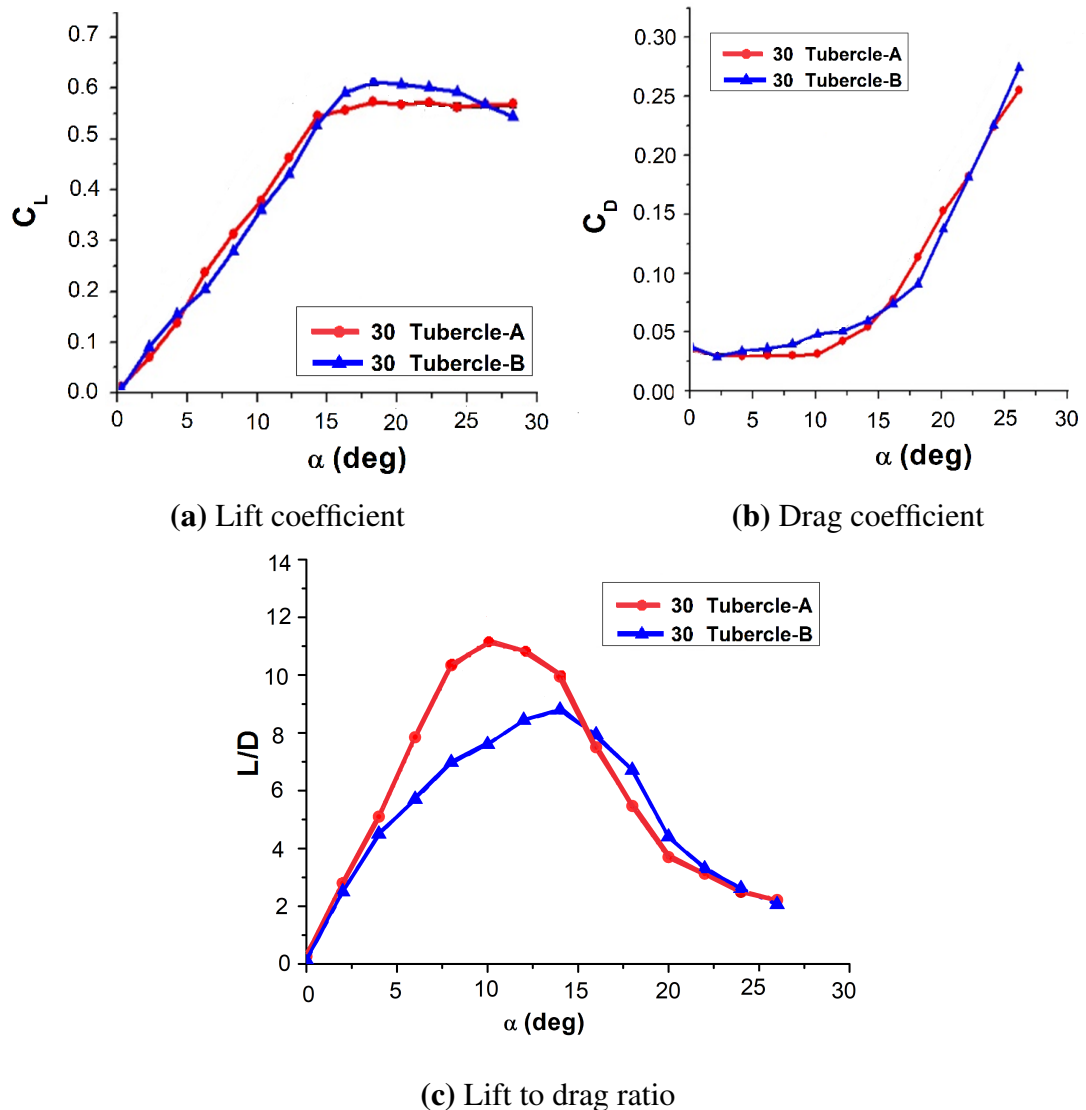 0.7
0.6
0.5
0.4
0.3
0.2
0.1
0.0
C_L
0 5 10 15 20 25 30
α (deg)
30 Tubercle-A
30 Tubercle-B
(a) Lift coefficient
0.30
0.25
0.20
0.15
0.10
0.05
0.00
C_D
0 5 10 15 20 25
α (deg)
30 Tubercle-A
30 Tubercle-B
(b) Drag coefficient
14
12
10
8
6
4
2
0
L/D
0 5 10 15 20 25 30
α (deg)
30 Tubercle-A
30 Tubercle-B
(c) Lift to drag ratio